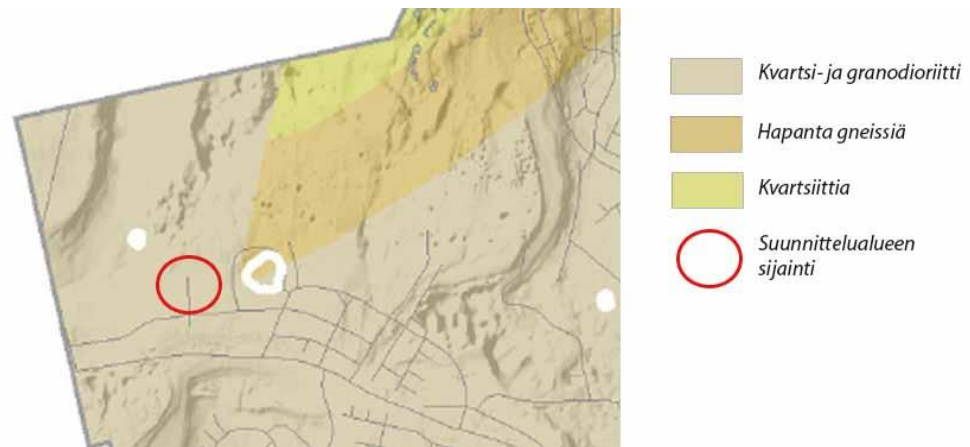 Kvartsi- ja granodioriitti
Hapanta gneissiä
Kvartsiittia
Suunnittelualueen
sijainti